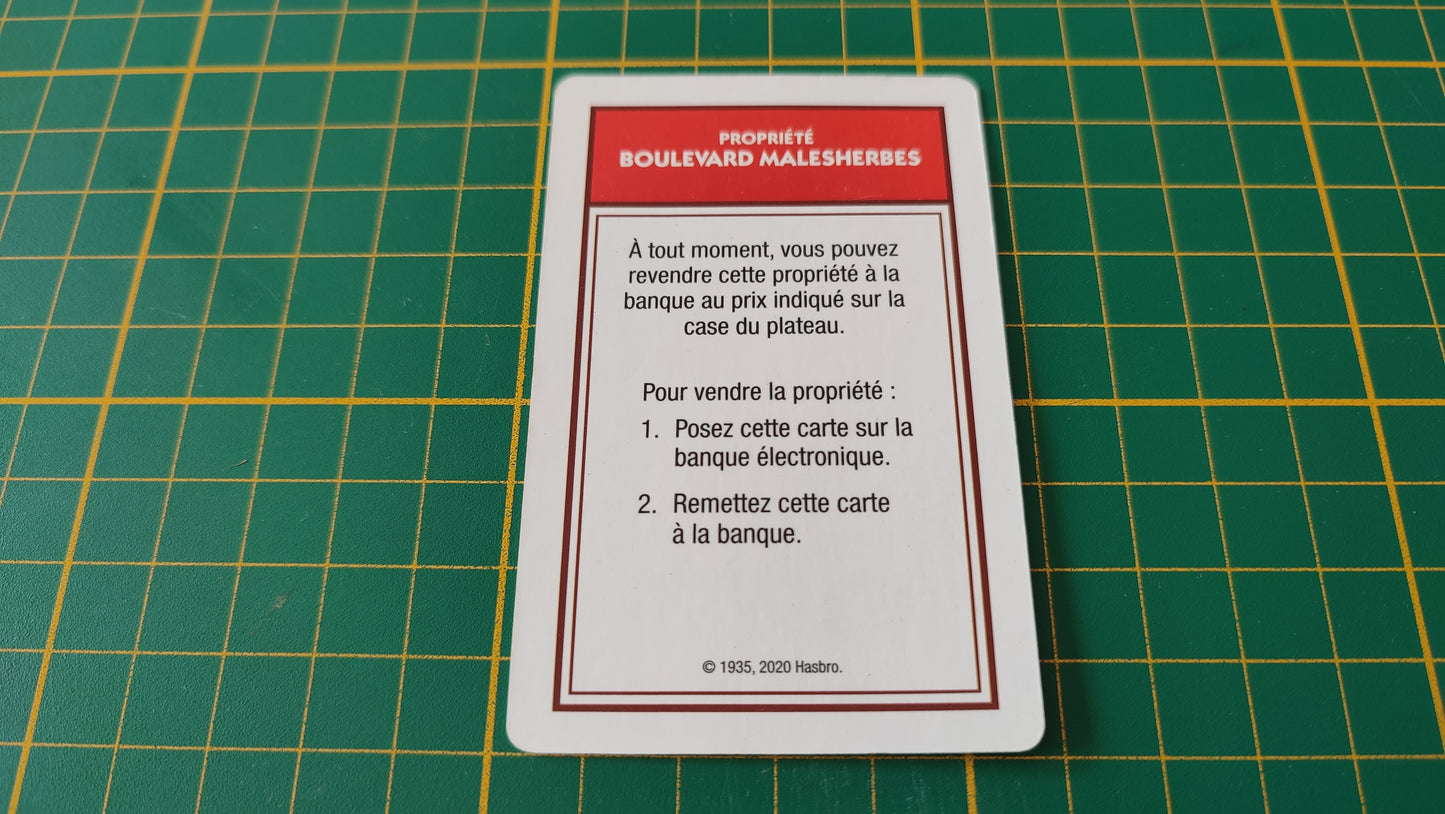 PROPRIÉTÉ
BOULEVARD MALESHERBES
À tout moment, vous pouvez
revendre cette propriété à la
banque au prix indiqué sur la
case du plateau.
Pour vendre la propriété :
1. Posez cette carte sur la
banque électronique.
2. Remettez cette carte
à la banque.
© 1935, 2020 Hasbro.